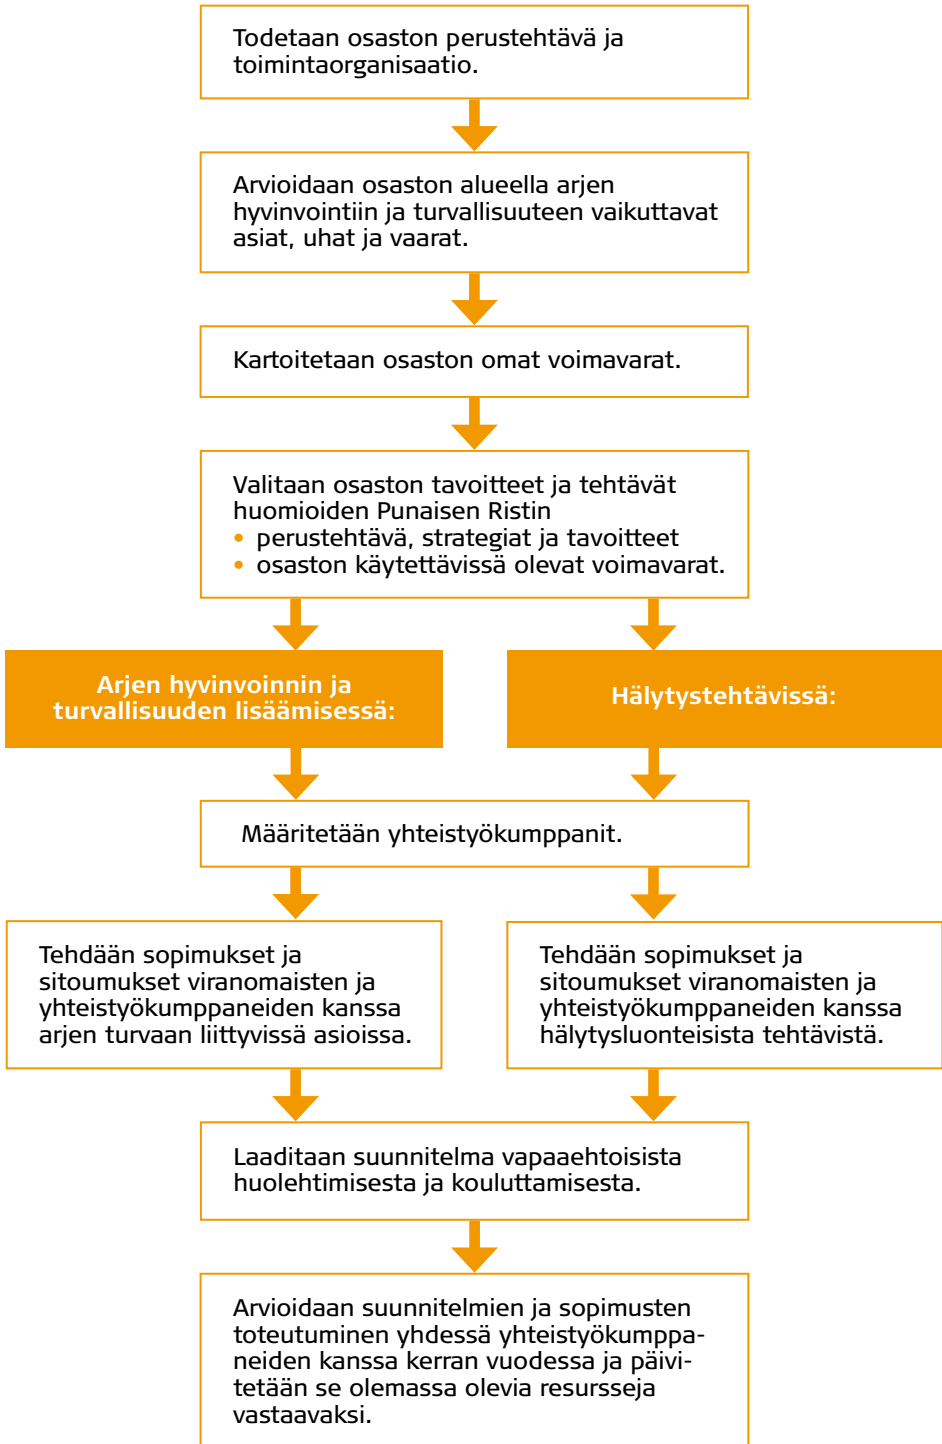 Todetaan osaston perustehtävä ja
toimintaorganisaatio.
Arvioidaan osaston alueella arjen
hyvinvointiin ja turvallisuuteen vaikuttavat
asiat, uhat ja vaarat.
Kartoitetaan osaston omat voimavarat.
Valitaan osaston tavoitteet ja tehtävät
huomioiden Punaisen Ristin
• perustehtävä, strategiat ja tavoitteet
• osaston käytettävissä olevat voimavarat.
Arjen hyvinvoinnin ja
turvallisuuden lisäämisessä:
Hälytystehtävissä:
Määritetään yhteistyökumppanit.
Tehdään sopimukset ja
sitoumukset viranomaisten ja
yhteistyökumppaneiden kanssa
arjen turvaan liittyvissä asioissa.
Tehdään sopimukset ja
sitoumukset viranomaisten ja
yhteistyökumppaneiden kanssa
hälytysluonteisista tehtävistä.
Laaditaan suunnitelma vapaaehtoisista
huolehtimisesta ja kouluttamisesta.
Arvioidaan suunnitelmien ja sopimusten
toteutuminen yhdessä yhteistyökumppa-
neiden kanssa kerran vuodessa ja päivi-
tetään se olemassa olevia resursseja
vastaavaksi.